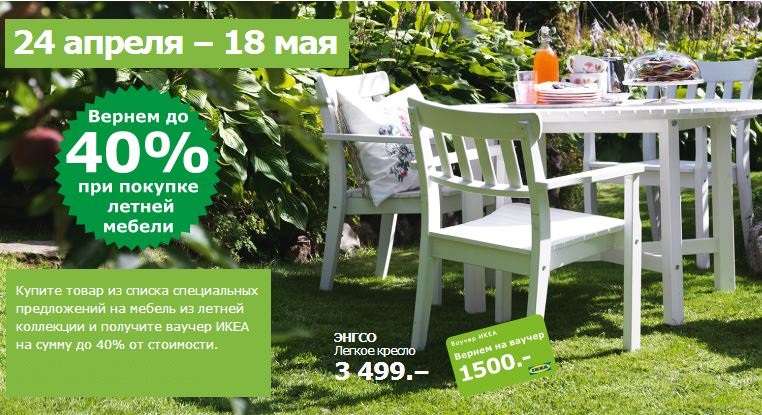 24 апреля – 18 мая
Вернем до
40%
при покупке
летней
мебели
Купите товар из списка специальных
предложений на мебель из летней
коллекции и получите ваучер ИКЕА
на сумму до 40% от стоимости.
ЭНГСО
Легкое кресло
3 499.–
Ваучер ИКЕА
Вернем на ваучер
1500.–
IKEA